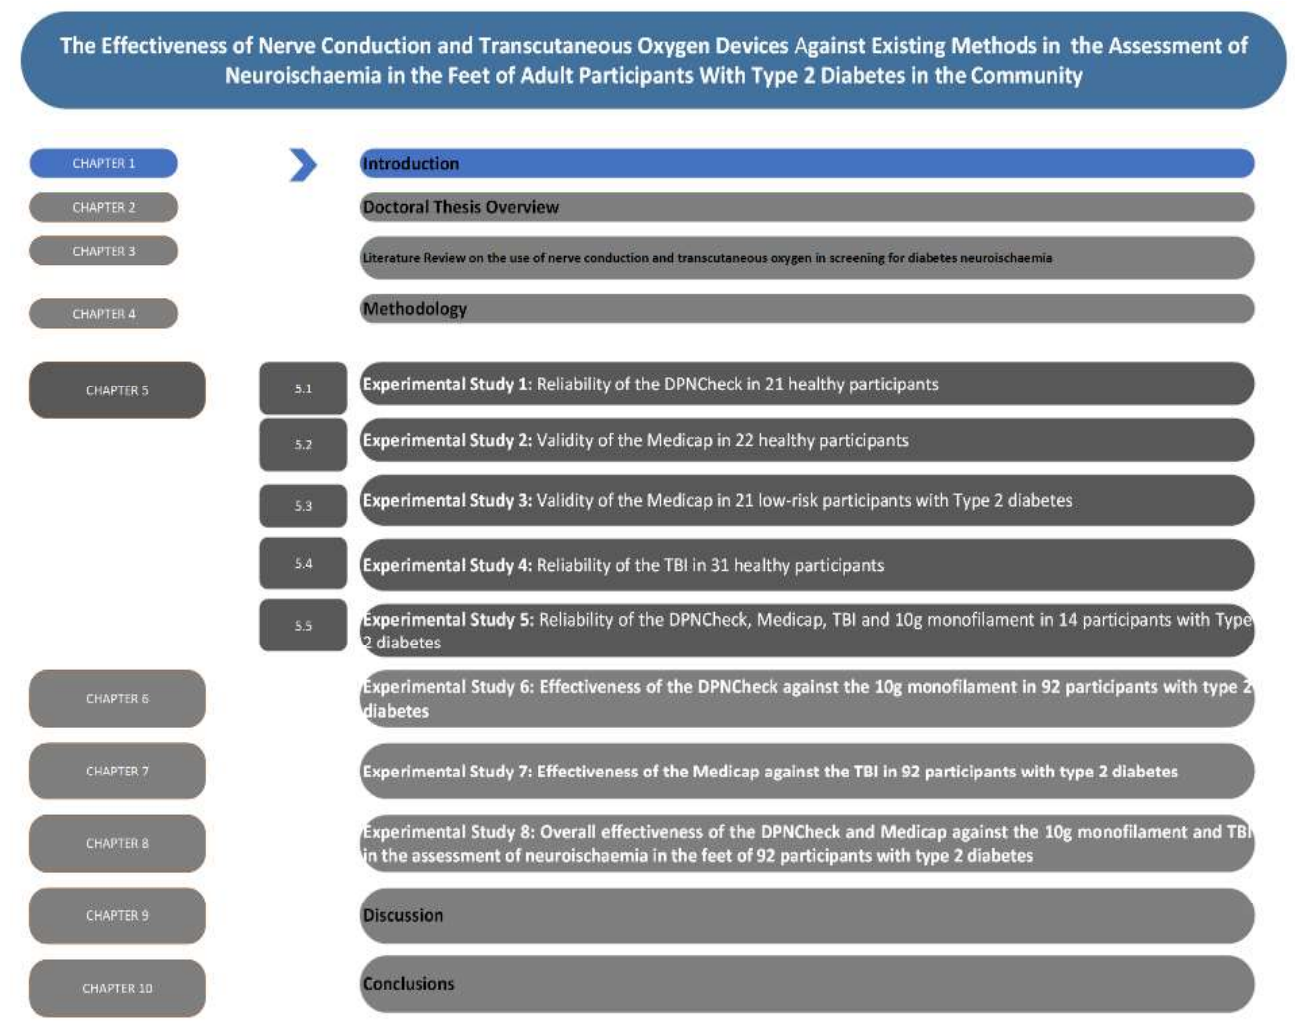 The Effectiveness of Nerve Conduction and Transcutaneous Oxygen Devices Against Existing Methods in the Assessment of
Neuroischaemia in the Feet of Adult Participants With Type 2 Diabetes in the Community
CHAPTER 1
Introduction
CHAPTER 2
Doctoral Thesis Overview
CHAPTER 3
Literature Review on the use of nerve conduction and transcutaneous oxygen in screening for diabetes neuroischaemia
CHAPTER 4
Methodology
CHAPTER 5
5.1
Experimental Study 1: Reliability of the DPNCheck in 21 healthy participants
5.2
Experimental Study 2: Validity of the Medicap in 22 healthy participants
5.3
Experimental Study 3: Validity of the Medicap in 21 low-risk participants with Type 2 diabetes
5.4
Experimental Study 4: Reliability of the TBI in 31 healthy participants
5.5
Experimental Study 5: Reliability of the DPNCheck, Medicap, TBI and 10g monofilament in 14 participants with Type
2 diabetes
CHAPTER 6
Experimental Study 6: Effectiveness of the DPNCheck against the 10g monofilament in 92 participants with type 2
diabetes
CHAPTER 7
Experimental Study 7: Effectiveness of the Medicap against the TBI in 92 participants with type 2 diabetes
CHAPTER 8
Experimental Study 8: Overall effectiveness of the DPNCheck and Medicap against the 10g monofilament and TBI
in the assessment of neuroischaemia in the feet of 92 participants with type 2 diabetes
CHAPTER 9
Discussion
CHAPTER 10
Conclusions